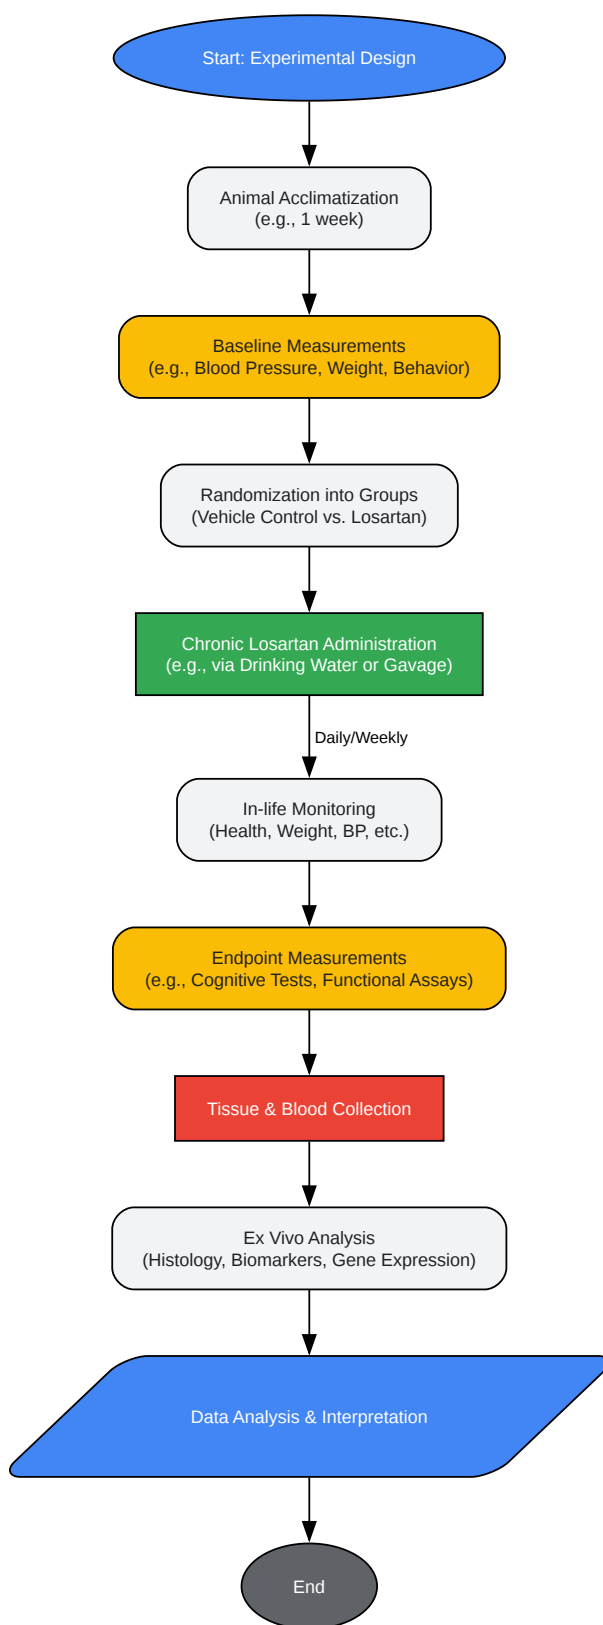 Start: Experimental Design
Animal Acclimatization
(e.g., 1 week)
Baseline Measurements
(e.g., Blood Pressure, Weight, Behavior)
Randomization into Groups
(Vehicle Control vs. Losartan)
Chronic Losartan Administration
(e.g., via Drinking Water or Gavage)
Daily/Weekly
In-life Monitoring
(Health, Weight, BP, etc.)
Endpoint Measurements
(e.g., Cognitive Tests, Functional Assays)
Tissue & Blood Collection
Ex Vivo Analysis
(Histology, Biomarkers, Gene Expression)
Data Analysis & Interpretation
End